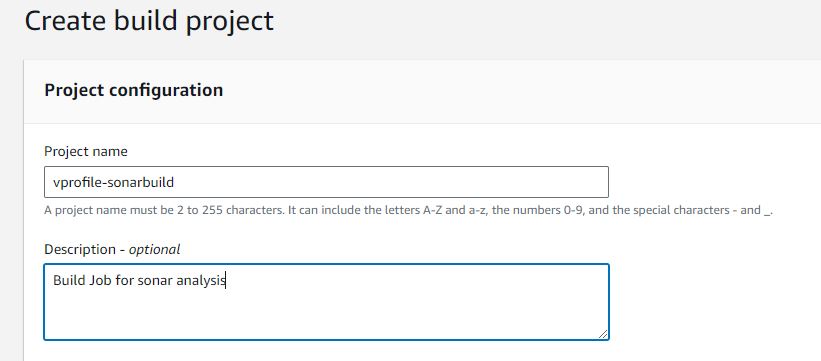 Create build project
Project configuration
Project name
vprofile-sonarbuild
A project name must be 2 to 255 characters. It can include the letters A-Z and a-z, the numbers 0-9, and the special characters - and _.
Description - optional
Build Job for sonar analysis